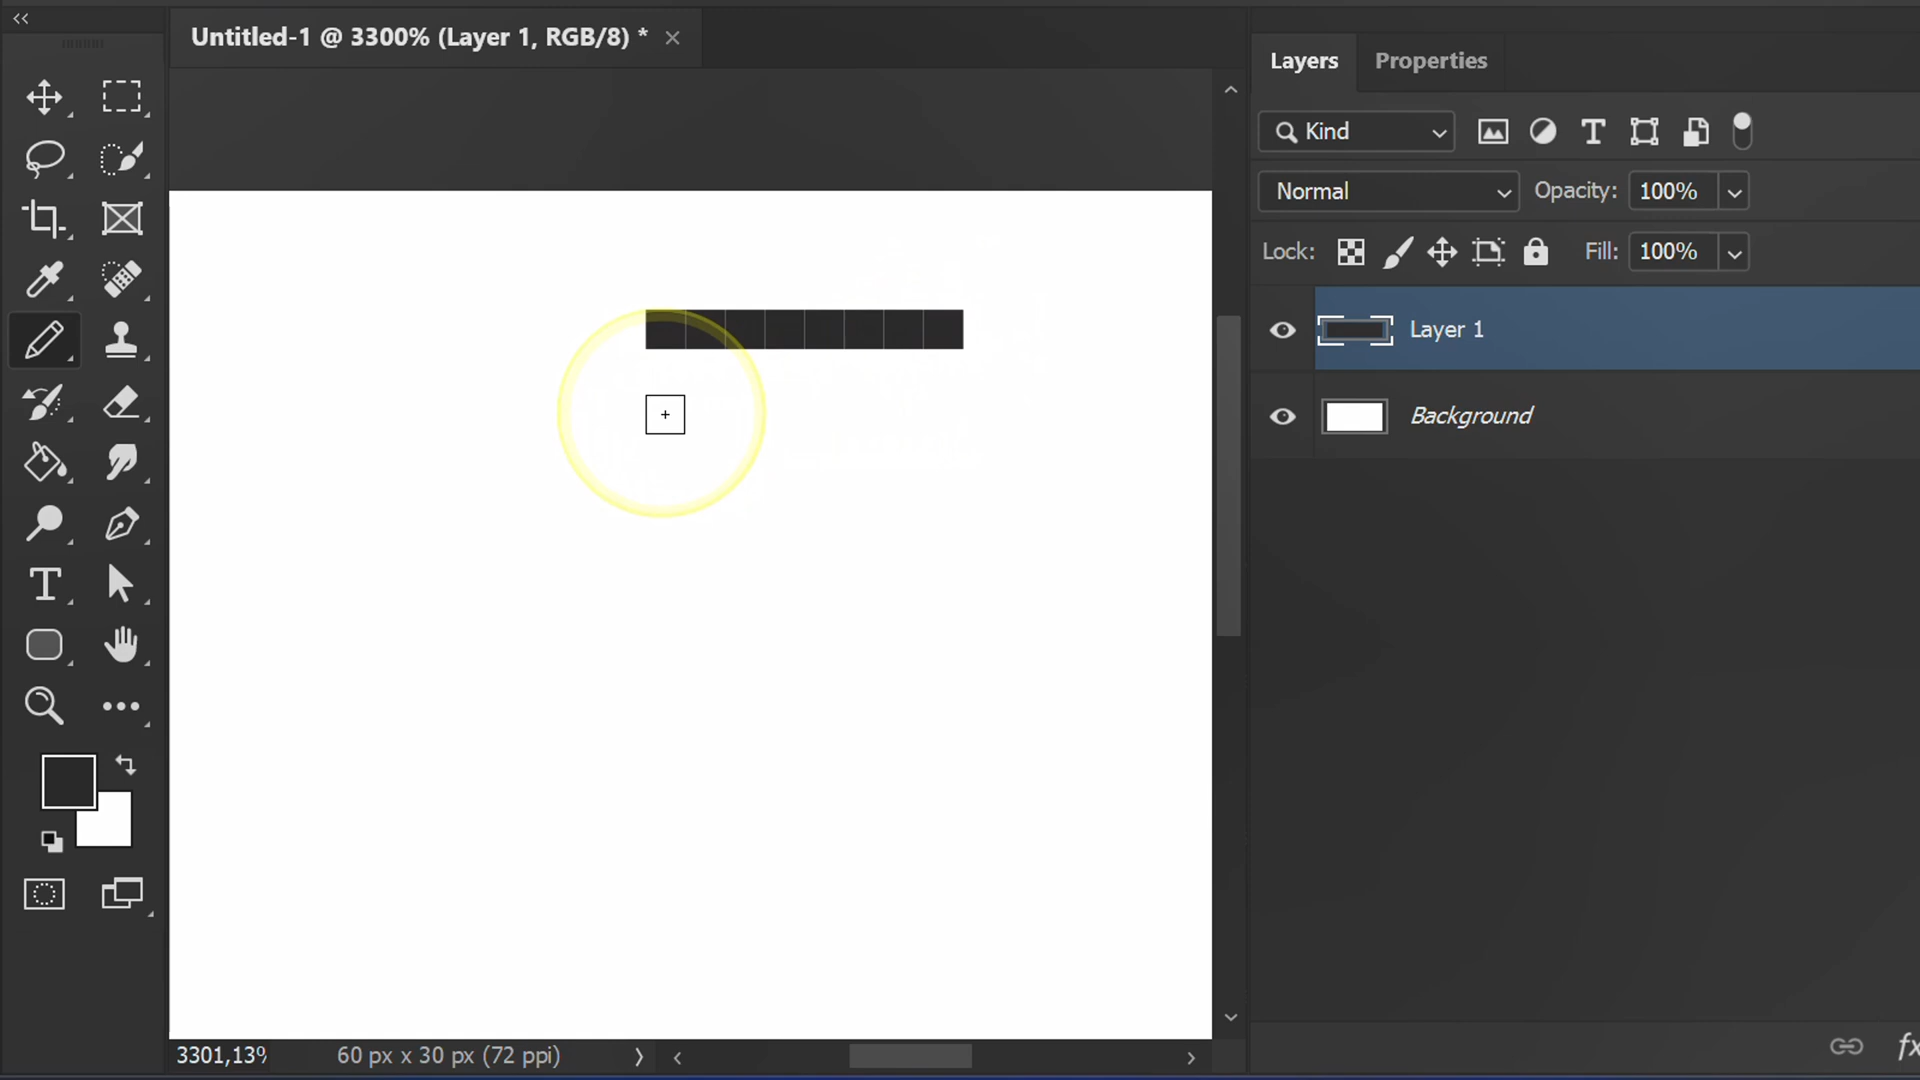 Untitled-1 @ 3300% (Layer 1, RGB/8) *
Layers
Properties
Kind
Normal
Opacity:
100%
Lock:
Fill:
100%
Layer 1
Background
3301,13%
60 px x 30 px (72 ppi)
fx